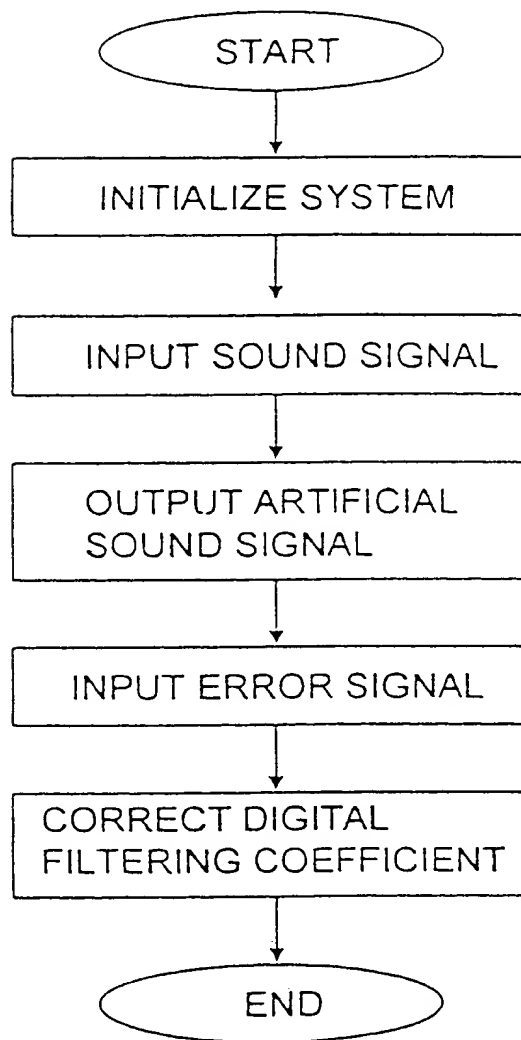 START
INITIALIZE SYSTEM
INPUT SOUND SIGNAL
OUTPUT ARTIFICIAL
SOUND SIGNAL
INPUT ERROR SIGNAL
CORRECT DIGITAL
FILTERING COEFFICIENT
END